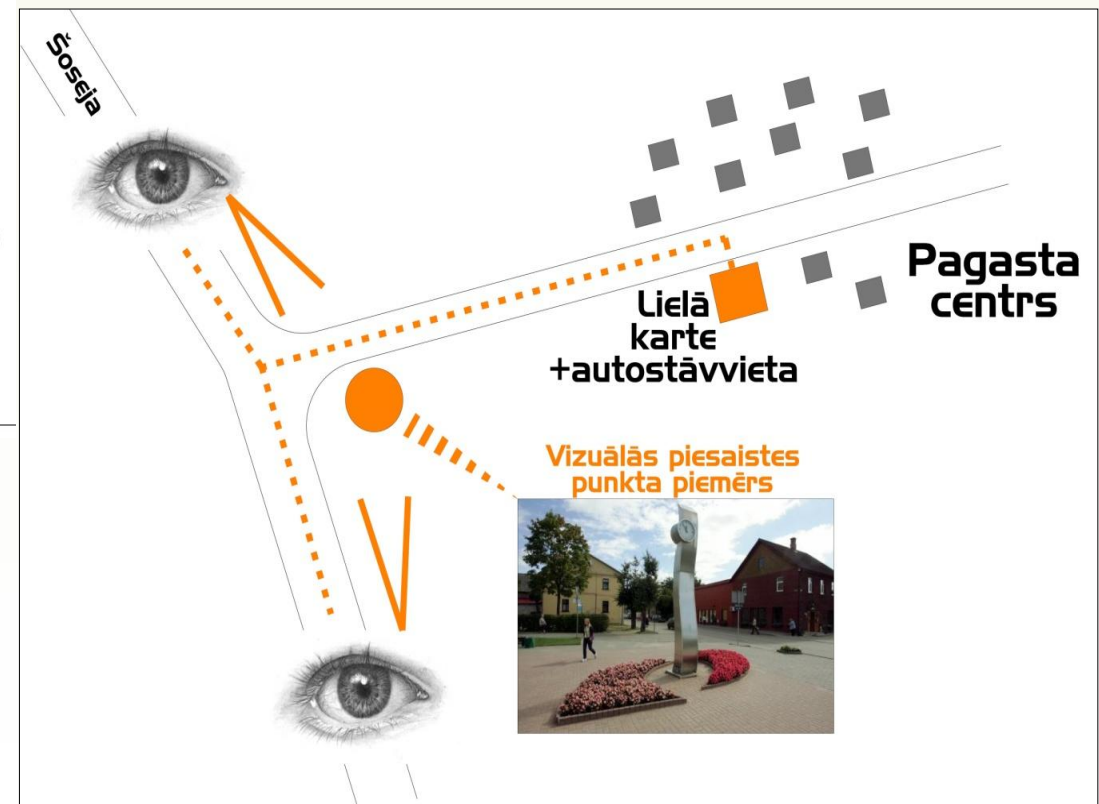 Šoseja
Pagasta
centrs
Lielā
karte
+autostāvvieta
Vizuālās piesaistes
punkta piemērs